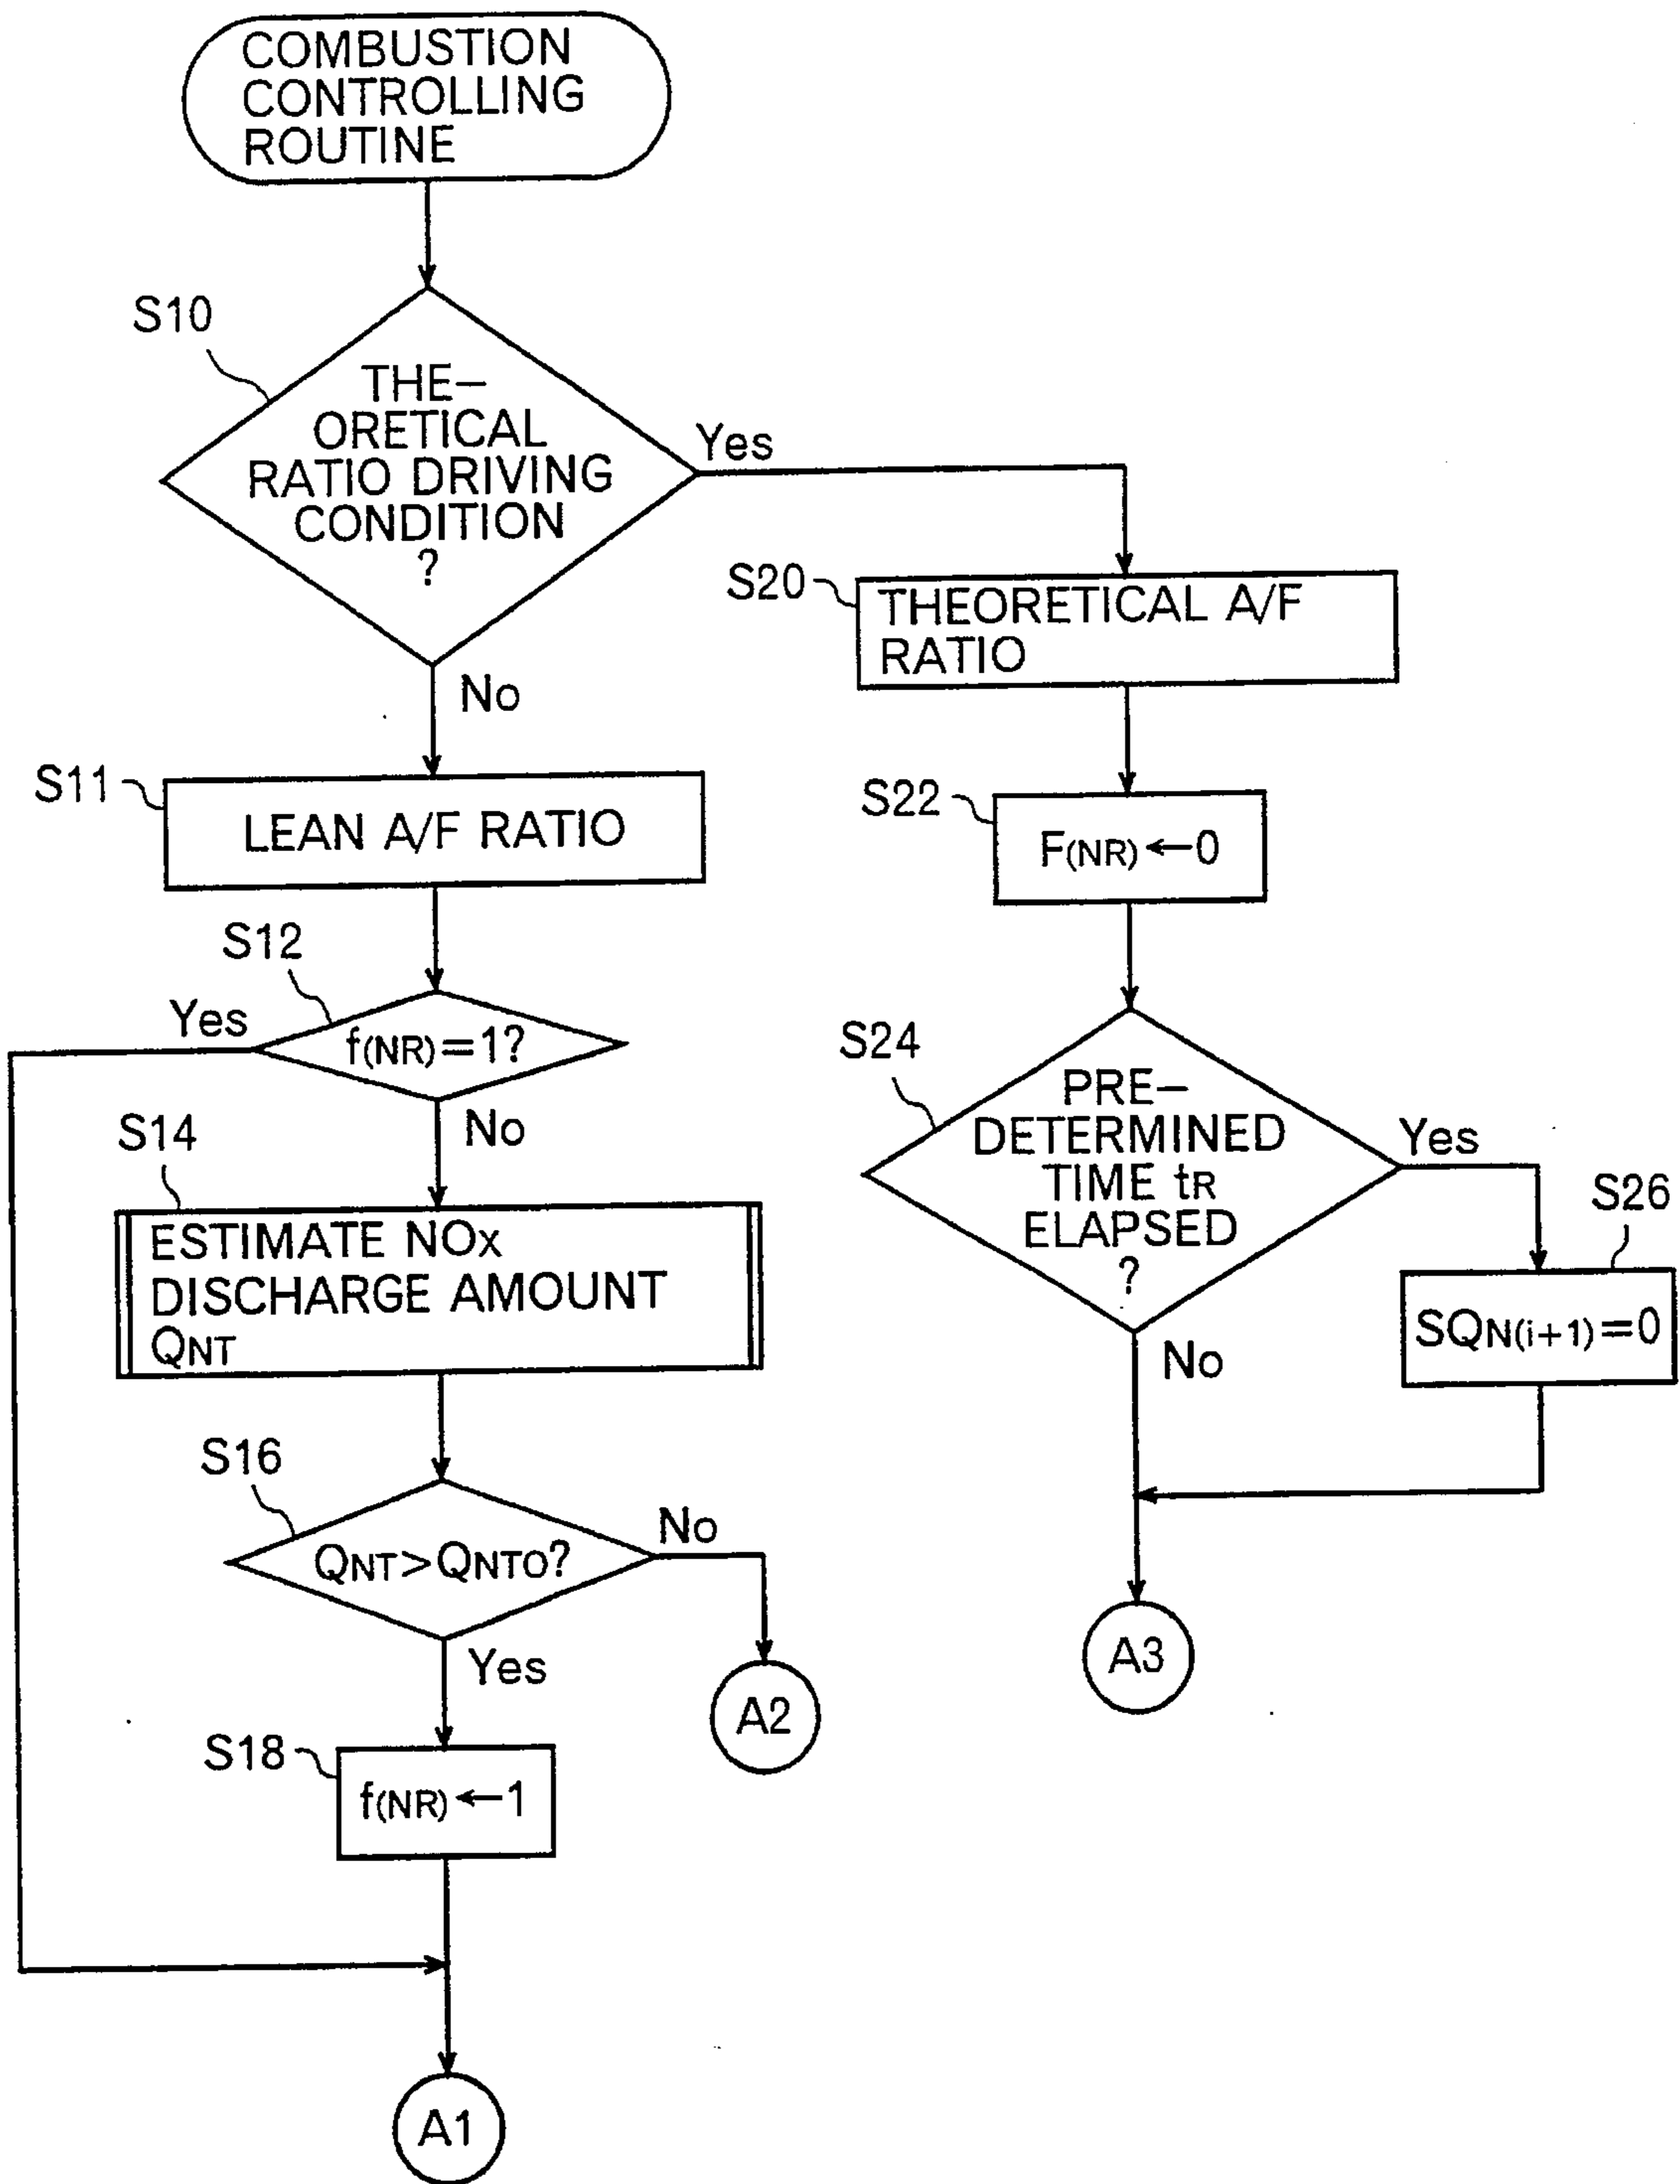 COMBUSTION
CONTROLLING
ROUTINE
S10
THE-
ORETICAL
RATIO DRIVING
CONDITION
?
Yes
No
S20
THEORETICAL A/F
RATIO
S11
LEAN A/F RATIO
S22
F(NR)←0
S12
f(NR)=1?
Yes
No
S24
PRE-
DETERMINED
TIME tR
ELAPSED
?
Yes
No
S26
SQN(i+1)=0
S14
ESTIMATE NOx
DISCHARGE AMOUNT
QNT
S16
QNT>QNTO?
No
Yes
A2
A3
S18
f(NR)←1
A1